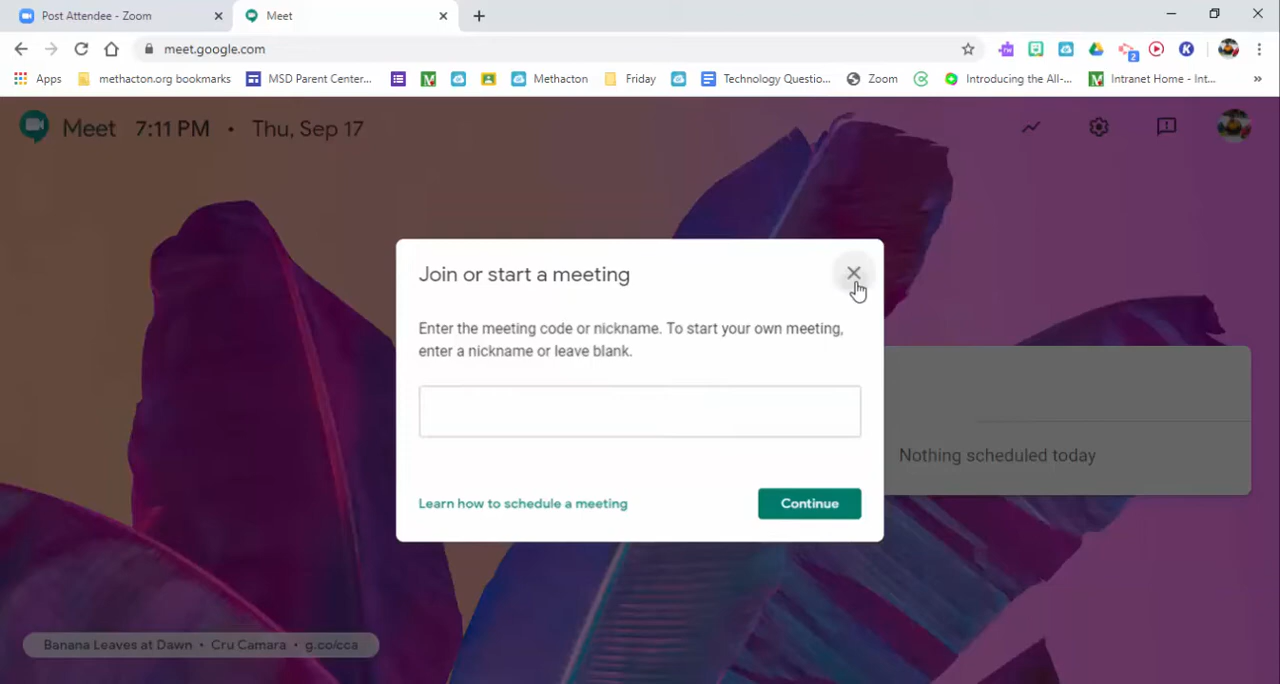 Post Attendee - Zoom
Meet
meet.google.com
Apps methacton.org bookmarks MSD Parent Center... Methacton Friday Technology Questio... Zoom Introducing the All-... Intranet Home - Int... »
Meet 7:11 PM • Thu, Sep 17
Join or start a meeting
Enter the meeting code or nickname. To start your own meeting,
enter a nickname or leave blank.
Nothing scheduled today
Learn how to schedule a meeting
Continue
Banana Leaves at Dawn • Cru Camara • g.co/cca